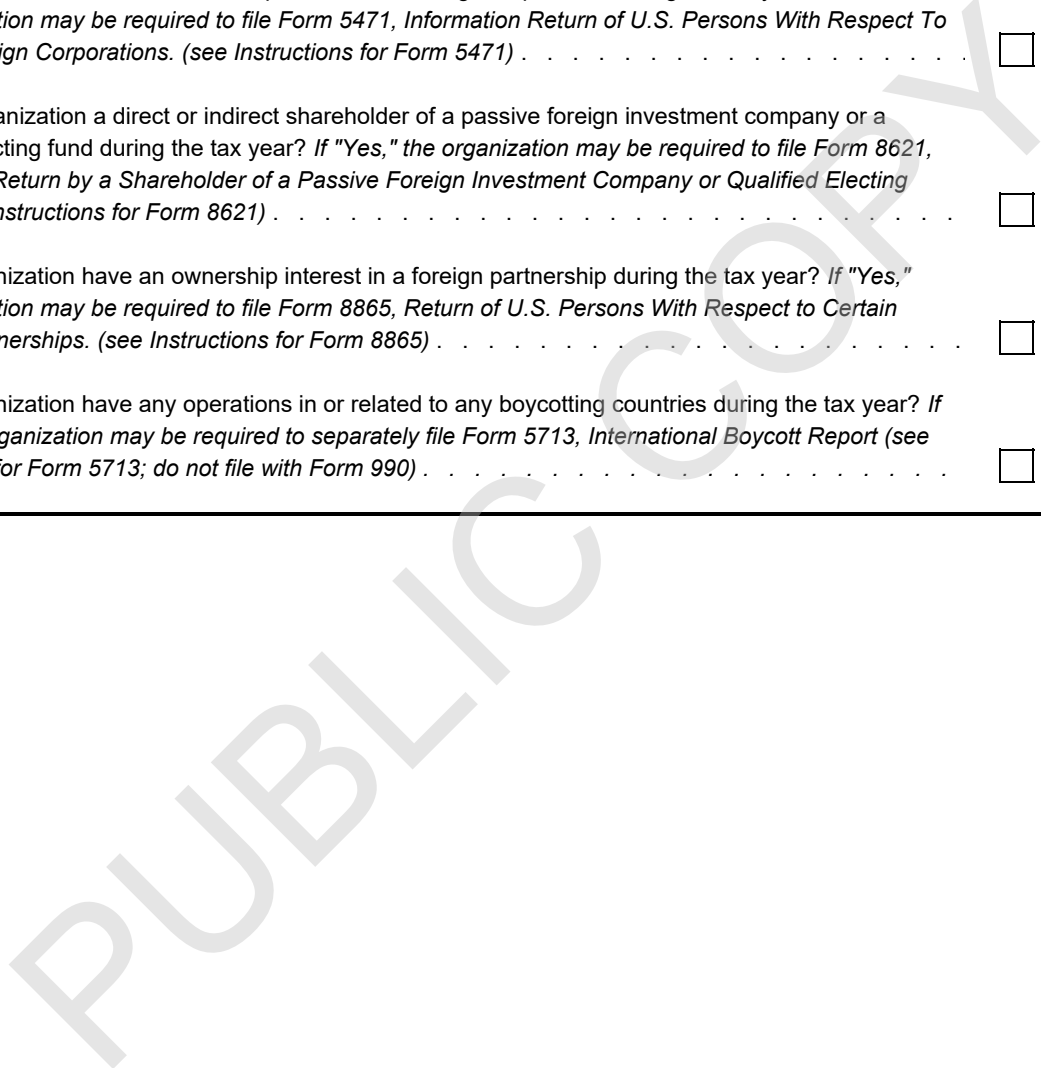 tion may be required to file Form 5471, Information Return of U.S. Persons With Respect To
ign Corporations. (see Instructions for Form 5471) . . . . . . . . . . . . . . . . . .
anization a direct or indirect shareholder of a passive foreign investment company or a
cting fund during the tax year? If "Yes," the organization may be required to file Form 8621,
Return by a Shareholder of a Passive Foreign Investment Company or Qualified Electing
nstructions for Form 8621) . . . . . . . . . . . . . . . . . . . . . . . . . . .
nization have an ownership interest in a foreign partnership during the tax year? If "Yes,"
tion may be required to file Form 8865, Return of U.S. Persons With Respect to Certain
nerships. (see Instructions for Form 8865) . . . . . . . . . . . . . . . . . . . . .
nization have any operations in or related to any boycotting countries during the tax year? If
ganization may be required to separately file Form 5713, International Boycott Report (see
for Form 5713; do not file with Form 990) . . . . . . . . . . . . . . . . . . . . .
PUBLIC COPY